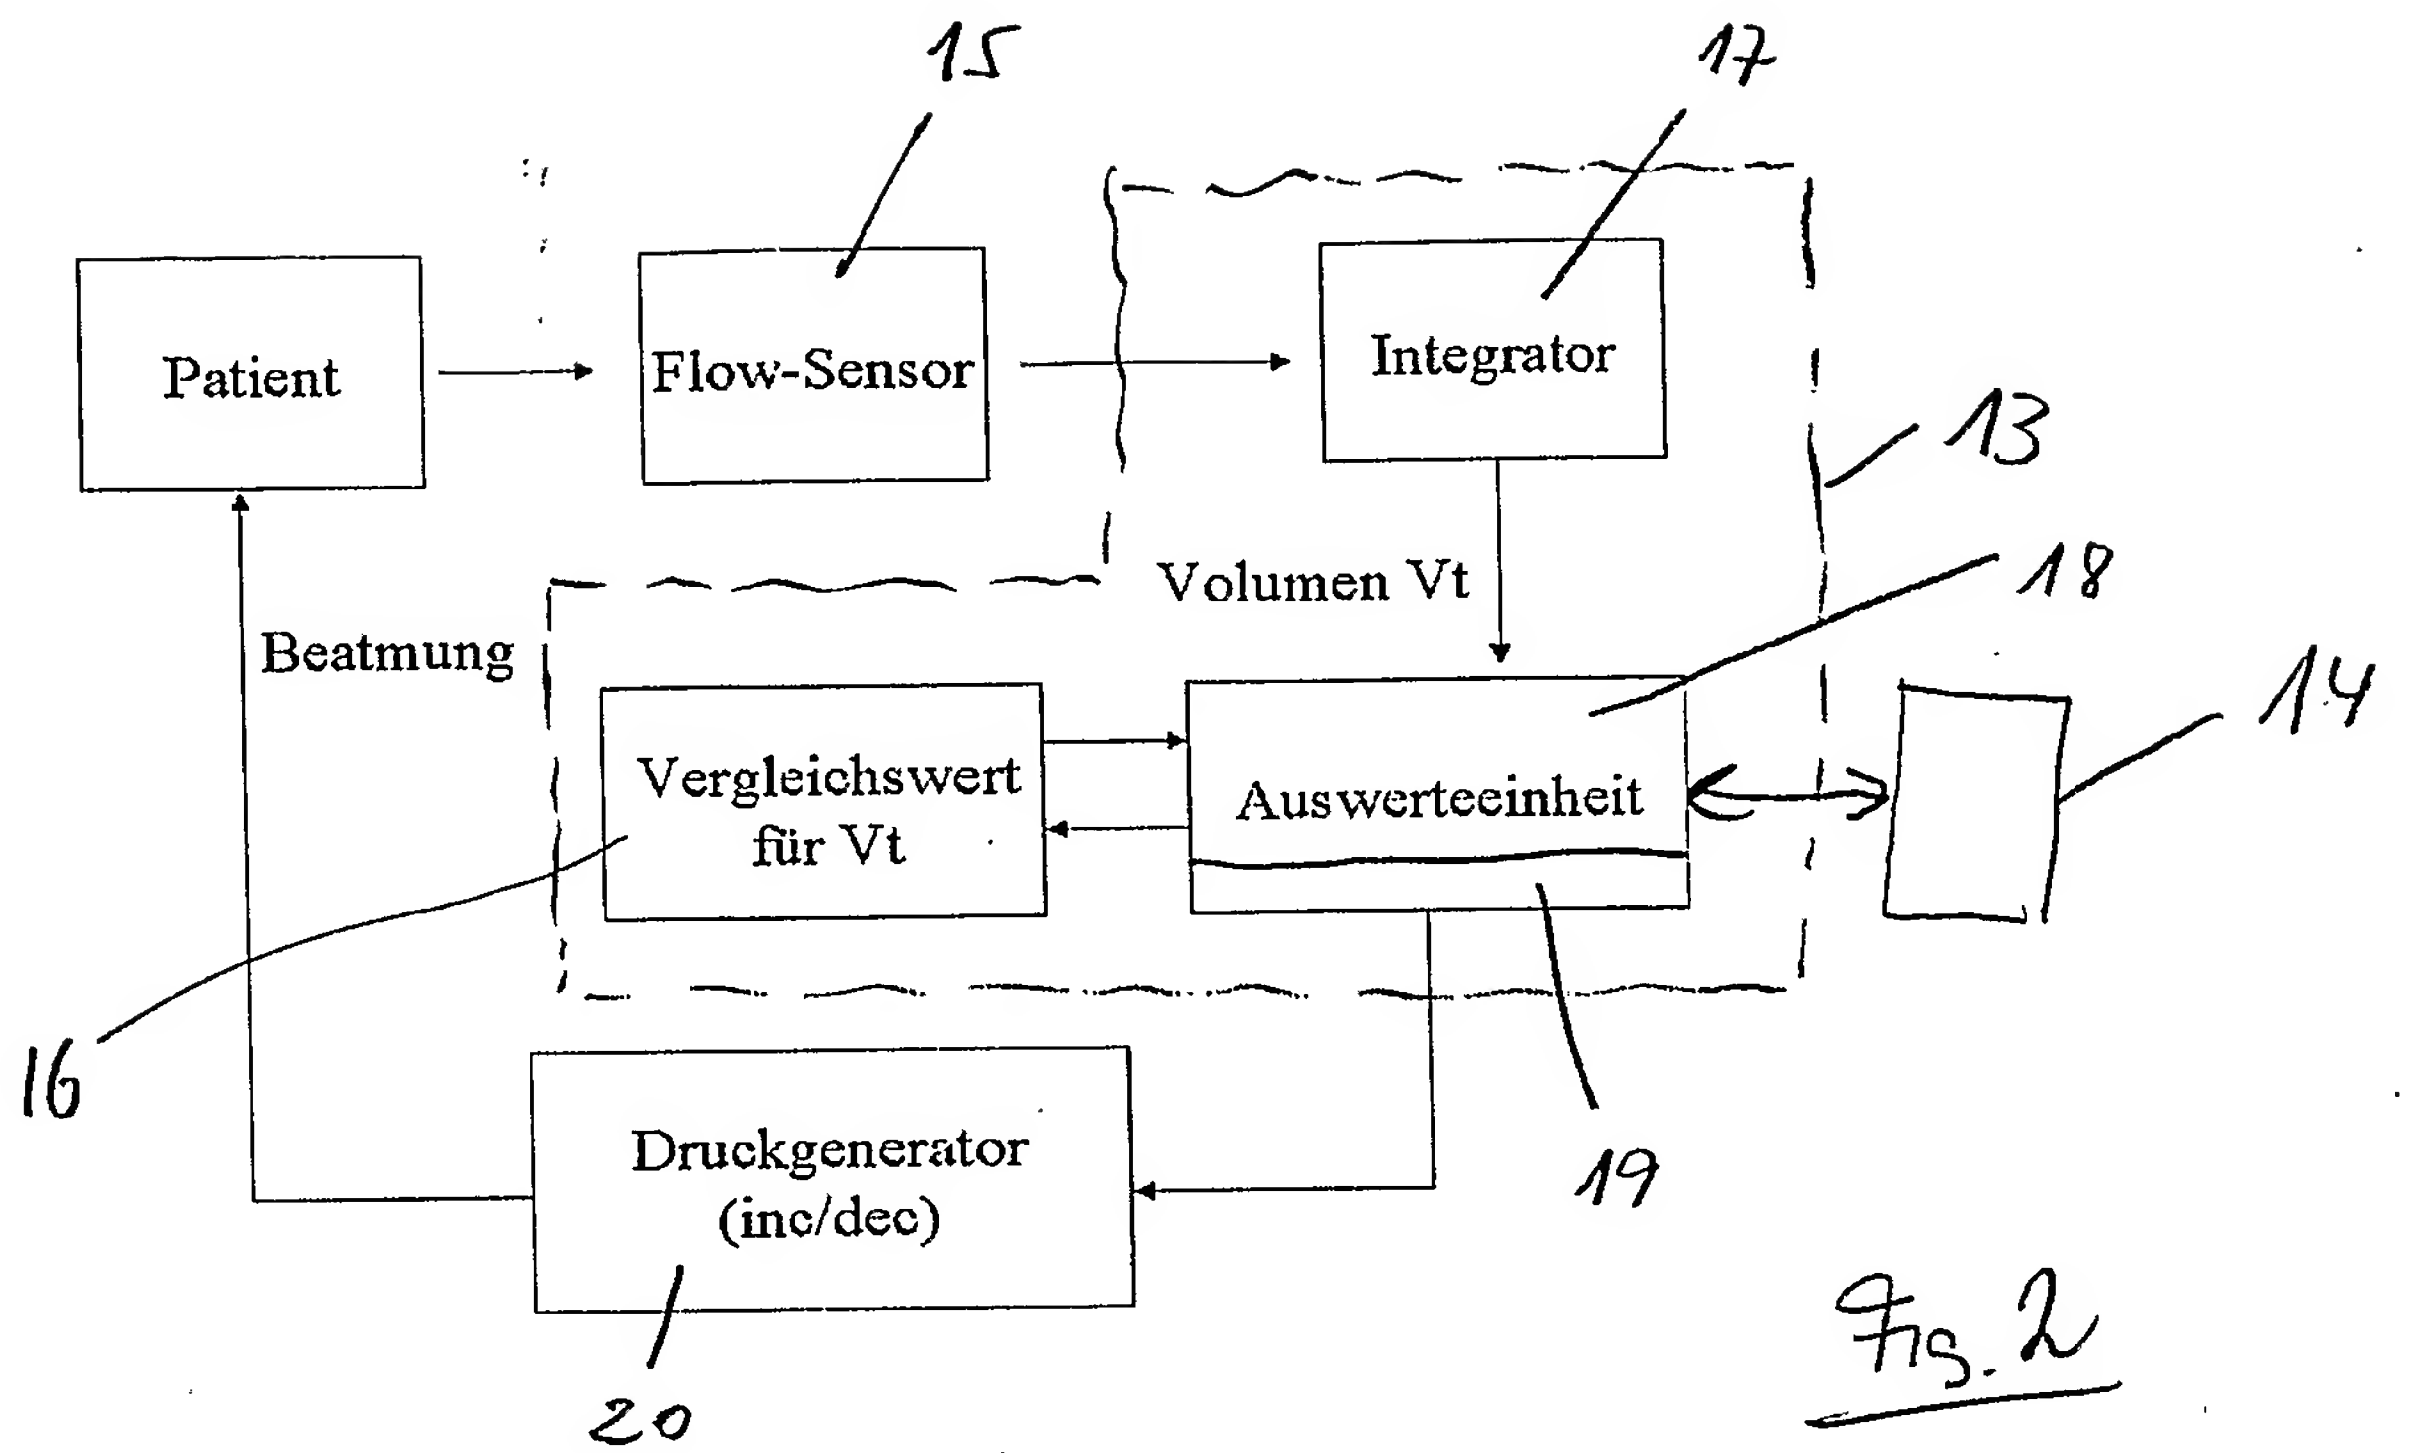 15
17
Patient
Flow-Sensor
Integrator
13
Volumen Vt
18
Beatmung
14
Vergleichswert
für Vt
Auswerteeinheit
16
Druckgenerator
(inc/dec)
19
20
Fig. 2